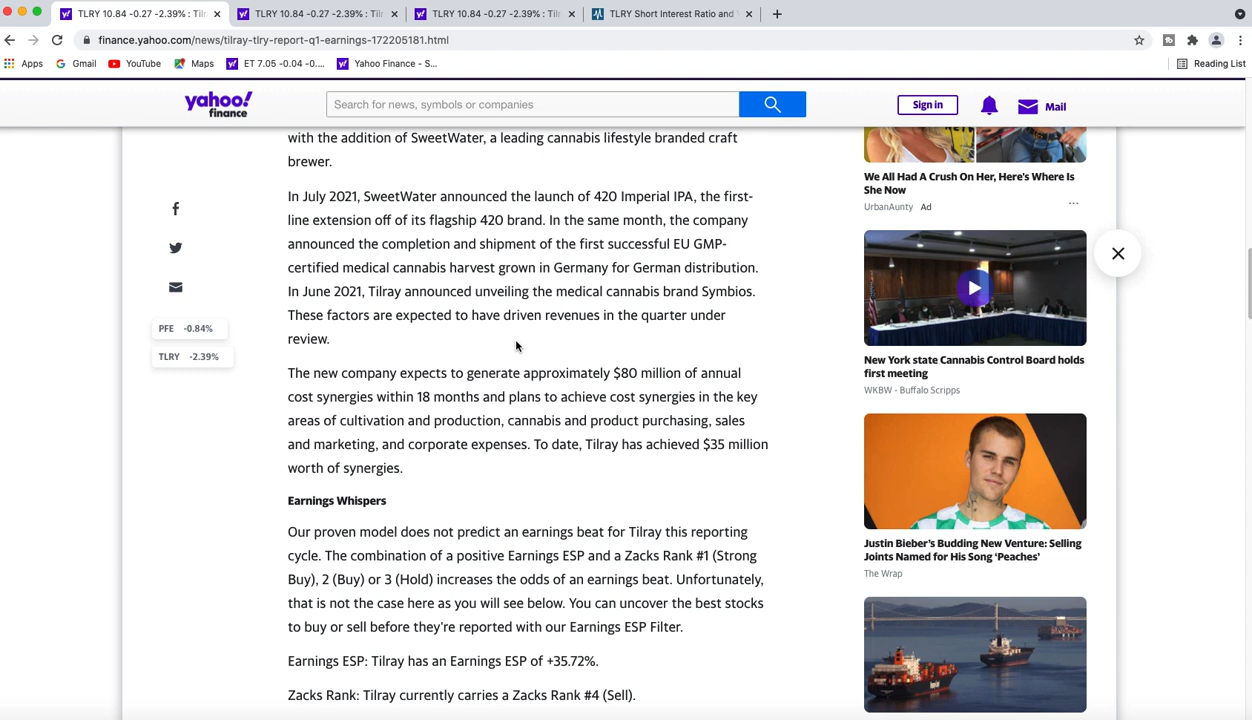 TLRY 10.84 -0.27 -2.39% : Tilr
TLRY 10.84 -0.27 -2.39% : Tilr
TLRY 10.84 -0.27 -2.39% : Tilr
TLRY Short Interest Ratio and
finance.yahoo.com/news/tilray-tlry-report-q1-earnings-172205181.html
Apps
Gmail
YouTube
Maps
ET 7.05 -0.04 -0....
Yahoo Finance - S...
Reading List
yahoo!
finance
Search for news, symbols or companies
Sign in
Mail
with the addition of SweetWater, a leading cannabis lifestyle branded craft
brewer.
In July 2021, SweetWater announced the launch of 420 Imperial IPA, the first-
line extension off of its flagship 420 brand. In the same month, the company
announced the completion and shipment of the first successful EU GMP-
certified medical cannabis harvest grown in Germany for German distribution.
In June 2021, Tilray announced unveiling the medical cannabis brand Symbios.
These factors are expected to have driven revenues in the quarter under
review.
PFE -0.84%
TLRY -2.39%
The new company expects to generate approximately $80 million of annual
cost synergies within 18 months and plans to achieve cost synergies in the key
areas of cultivation and production, cannabis and product purchasing, sales
and marketing, and corporate expenses. To date, Tilray has achieved $35 million
worth of synergies.
Earnings Whispers
Our proven model does not predict an earnings beat for Tilray this reporting
cycle. The combination of a positive Earnings ESP and a Zacks Rank #1 (Strong
Buy), 2 (Buy) or 3 (Hold) increases the odds of an earnings beat. Unfortunately,
that is not the case here as you will see below. You can uncover the best stocks
to buy or sell before they're reported with our Earnings ESP Filter.
Earnings ESP: Tilray has an Earnings ESP of +35.72%.
Zacks Rank: Tilray currently carries a Zacks Rank #4 (Sell).
We All Had A Crush On Her, Here's Where Is
She Now
UrbanAunty Ad
...
New York state Cannabis Control Board holds
first meeting
WKBW - Buffalo Scripps
Justin Bieber's Budding New Venture: Selling
Joints Named for His Song 'Peaches'
The Wrap